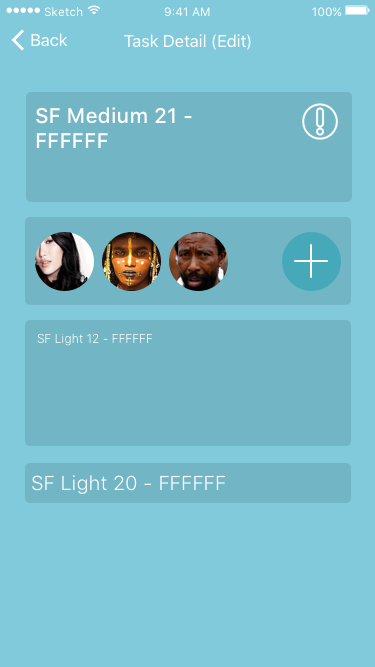 Sketch 9:41 AM 100%
Back Task Detail (Edit)
SF Medium 21 -
FFFFFF
SF Light 12 - FFFFFF
SF Light 20 - FFFFFF